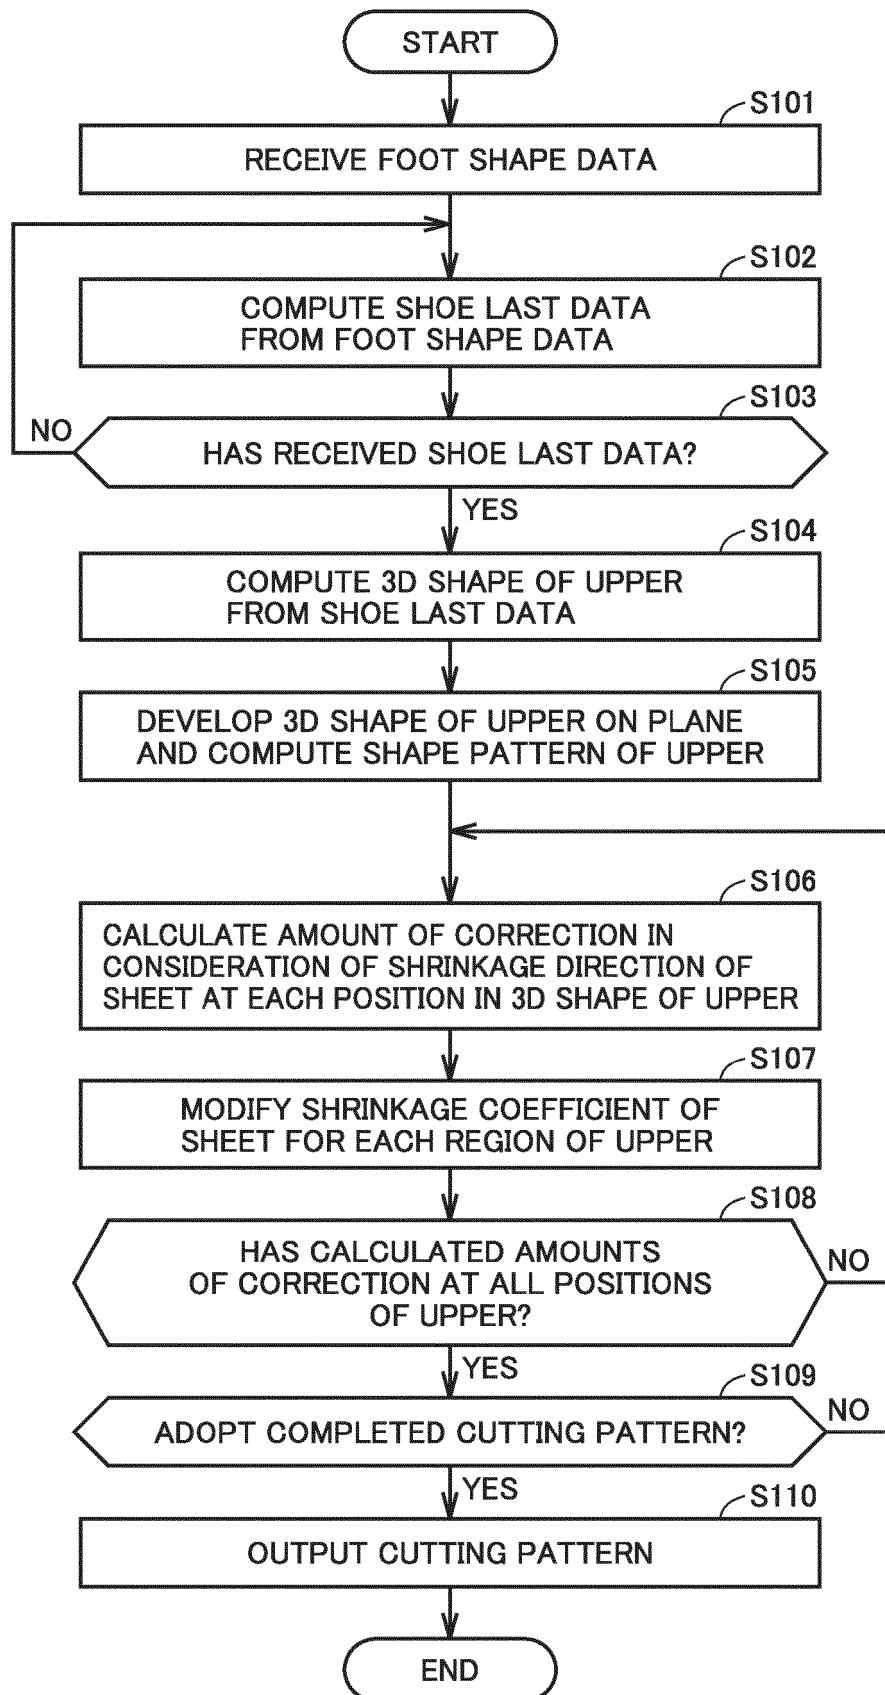 START
S101
RECEIVE FOOT SHAPE DATA
S102
COMPUTE SHOE LAST DATA
FROM FOOT SHAPE DATA
S103
NO
HAS RECEIVED SHOE LAST DATA?
YES
S104
COMPUTE 3D SHAPE OF UPPER
FROM SHOE LAST DATA
S105
DEVELOP 3D SHAPE OF UPPER ON PLANE
AND COMPUTE SHAPE PATTERN OF UPPER
S106
CALCULATE AMOUNT OF CORRECTION IN
CONSIDERATION OF SHRINKAGE DIRECTION OF
SHEET AT EACH POSITION IN 3D SHAPE OF UPPER
S107
MODIFY SHRINKAGE COEFFICIENT OF
SHEET FOR EACH REGION OF UPPER
S108
HAS CALCULATED AMOUNTS
OF CORRECTION AT ALL POSITIONS
OF UPPER?
NO
YES
S109
ADOPT COMPLETED CUTTING PATTERN?
NO
YES
S110
OUTPUT CUTTING PATTERN
END